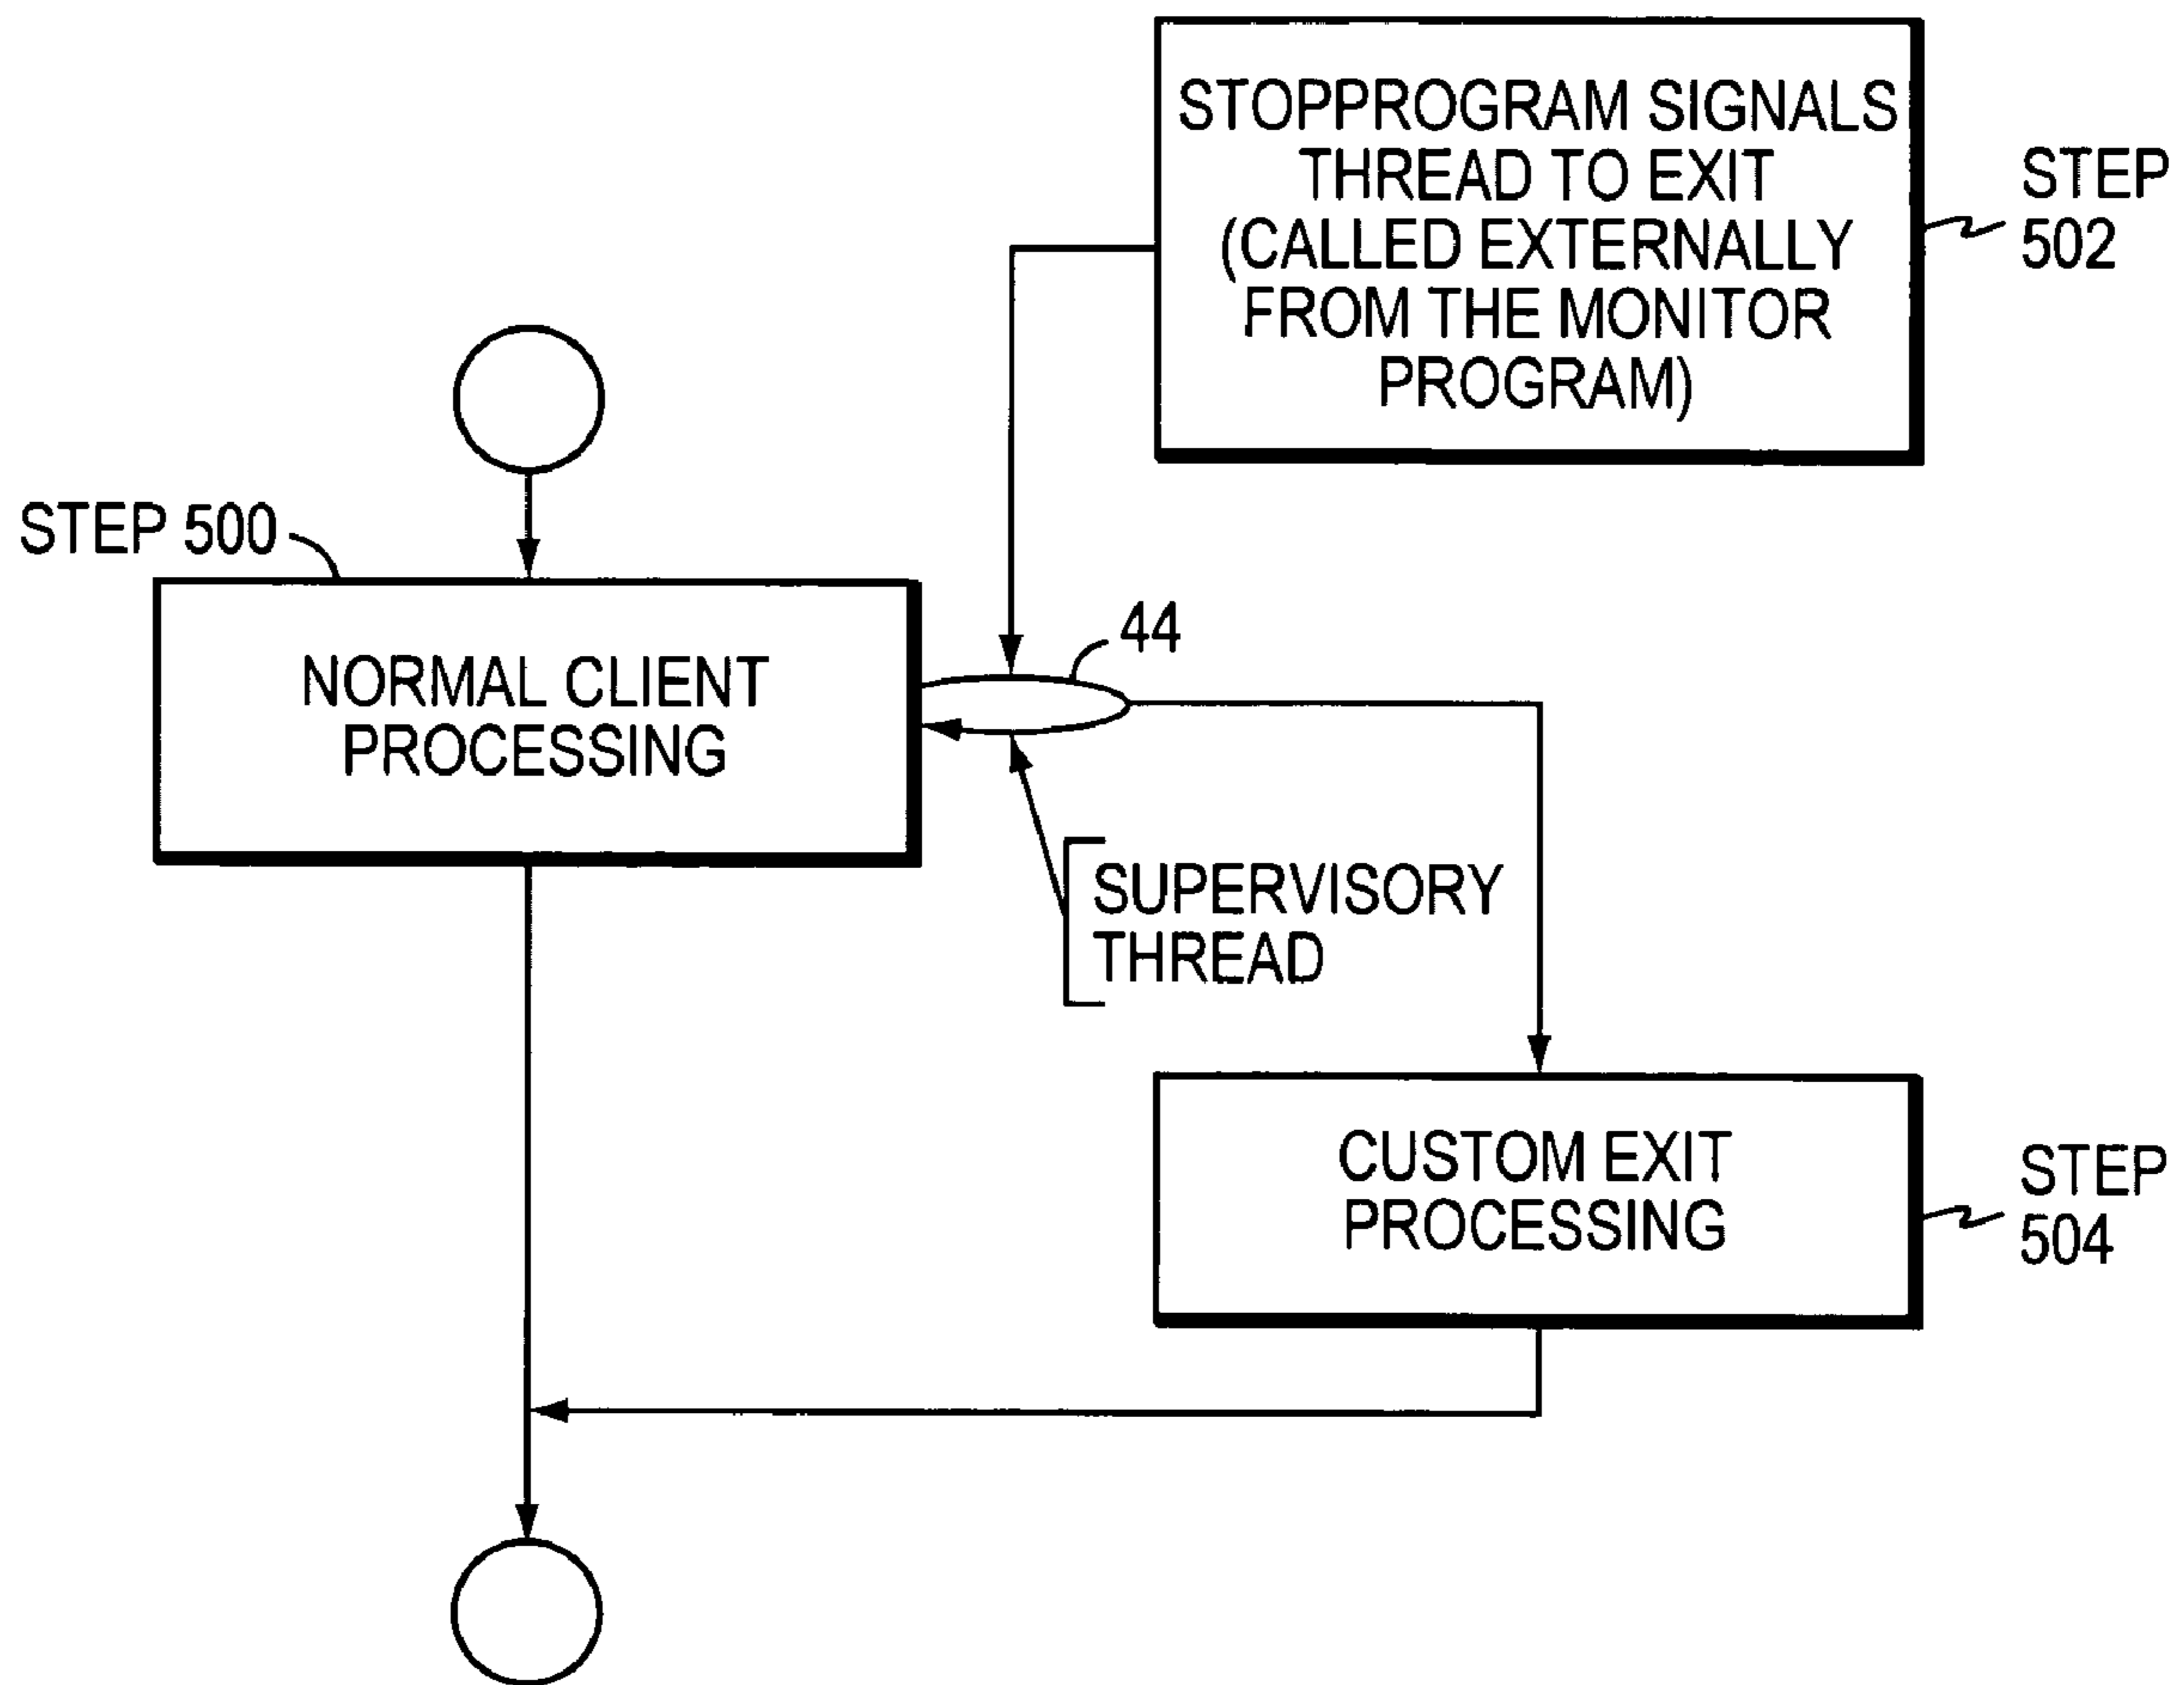 STOPPROGRAM SIGNALS
THREAD TO EXIT
(CALLED EXTERNALLY
FROM THE MONITOR
PROGRAM)
STEP
502
STEP 500
NORMAL CLIENT
PROCESSING
44
SUPERVISORY
THREAD
CUSTOM EXIT
PROCESSING
STEP
504